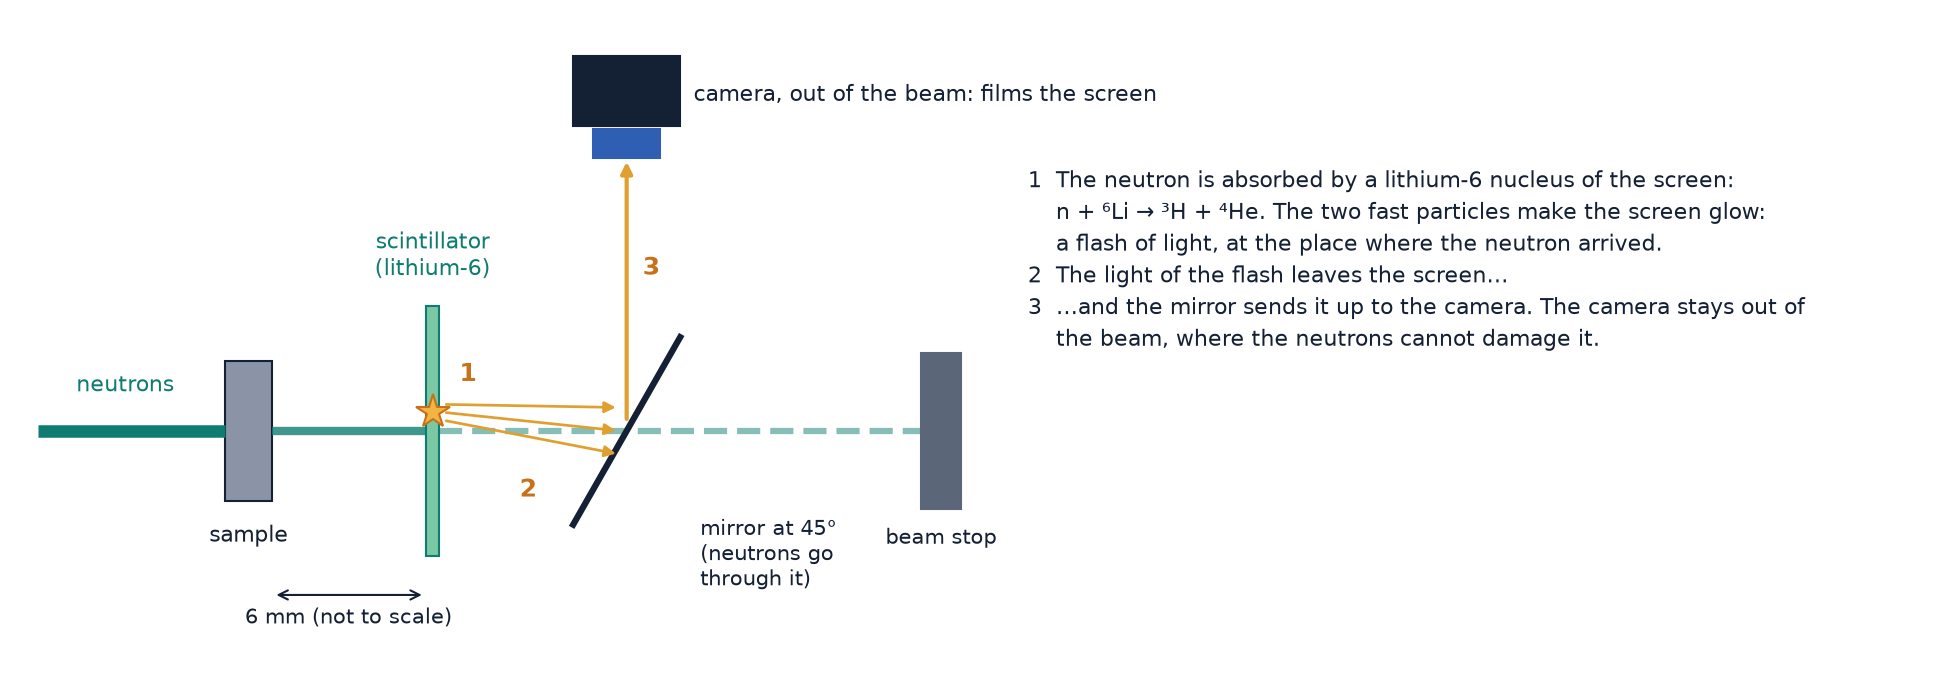 camera, out of the beam: films the screen
1 The neutron is absorbed by a lithium-6 nucleus of the screen:
n + ⁶Li → ³H + ⁴He. The two fast particles make the screen glow:
a flash of light, at the place where the neutron arrived.
2 The light of the flash leaves the screen…
3 …and the mirror sends it up to the camera. The camera stays out of
the beam, where the neutrons cannot damage it.
scintillator
(lithium-6)
3
neutrons
1
2
sample
mirror at 45°
(neutrons go
through it)
beam stop
6 mm (not to scale)